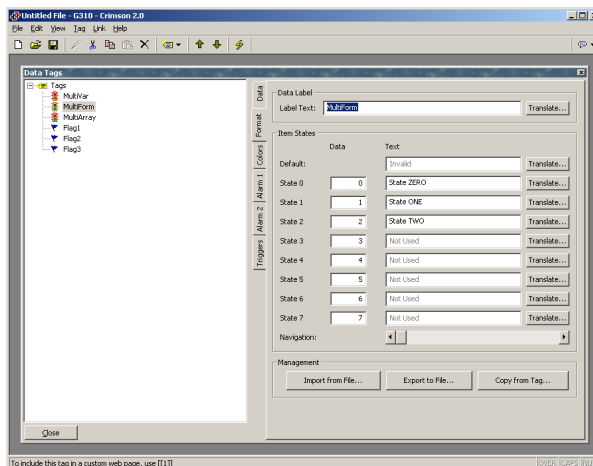 Untitled File - G310 - Crimson 2.0
File Edit View Tag Link Help
Data Tags
Tags
MultiVar
MultiForm
MultiArray
Flag1
Flag2
Flag3
Close
Data
Format
Colors
Alarm 1
Alarm 2
Triggers
Data Label
Label Text: MultiForm Translate...
Item States
Data Text
Default: Invalid Translate...
State 0 0 State ZERO Translate...
State 1 1 State ONE Translate...
State 2 2 State TWO Translate...
State 3 3 Not Used Translate...
State 4 4 Not Used Translate...
State 5 5 Not Used Translate...
State 6 6 Not Used Translate...
State 7 7 Not Used Translate...
Navigation:
Management
Import from File... Export to File... Copy from Tag...
To include this tag in a custom web page, use [[1]] OVER CAPS NU